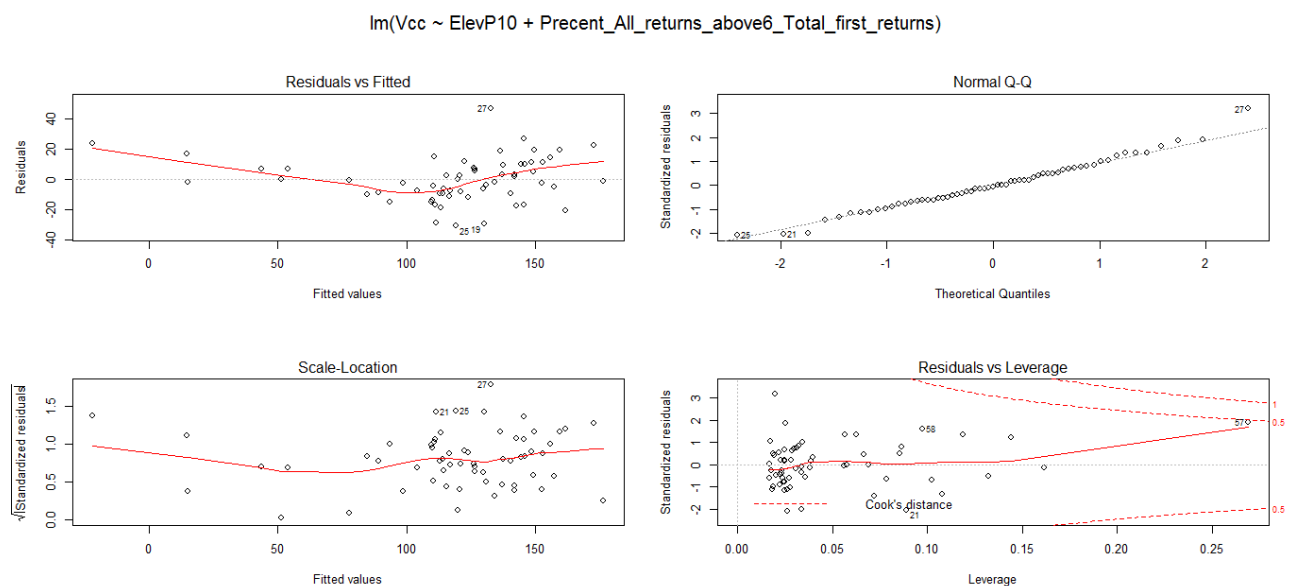 lm(Vcc ~ ElevP10 + Precent_All_returns_above6_Total_first_returns)
Residuals vs Fitted
Residuals
-40 -20 0 20 40
27
25
19
0 50 100 150
Fitted values
Normal Q-Q
Standardized residuals
-2 -1 0 1 2 3
27
25
21
-2 -1 0 1 2
Theoretical Quantiles
Scale-Location
√|Standardized residuals|
0.0 0.5 1.0 1.5
27
21
25
0 50 100 150
Fitted values
Residuals vs Leverage
Standardized residuals
-2 -1 0 1 2 3
1
0.5
57
58
Cook's distance
21
0.5
0.00 0.05 0.10 0.15 0.20 0.25
Leverage